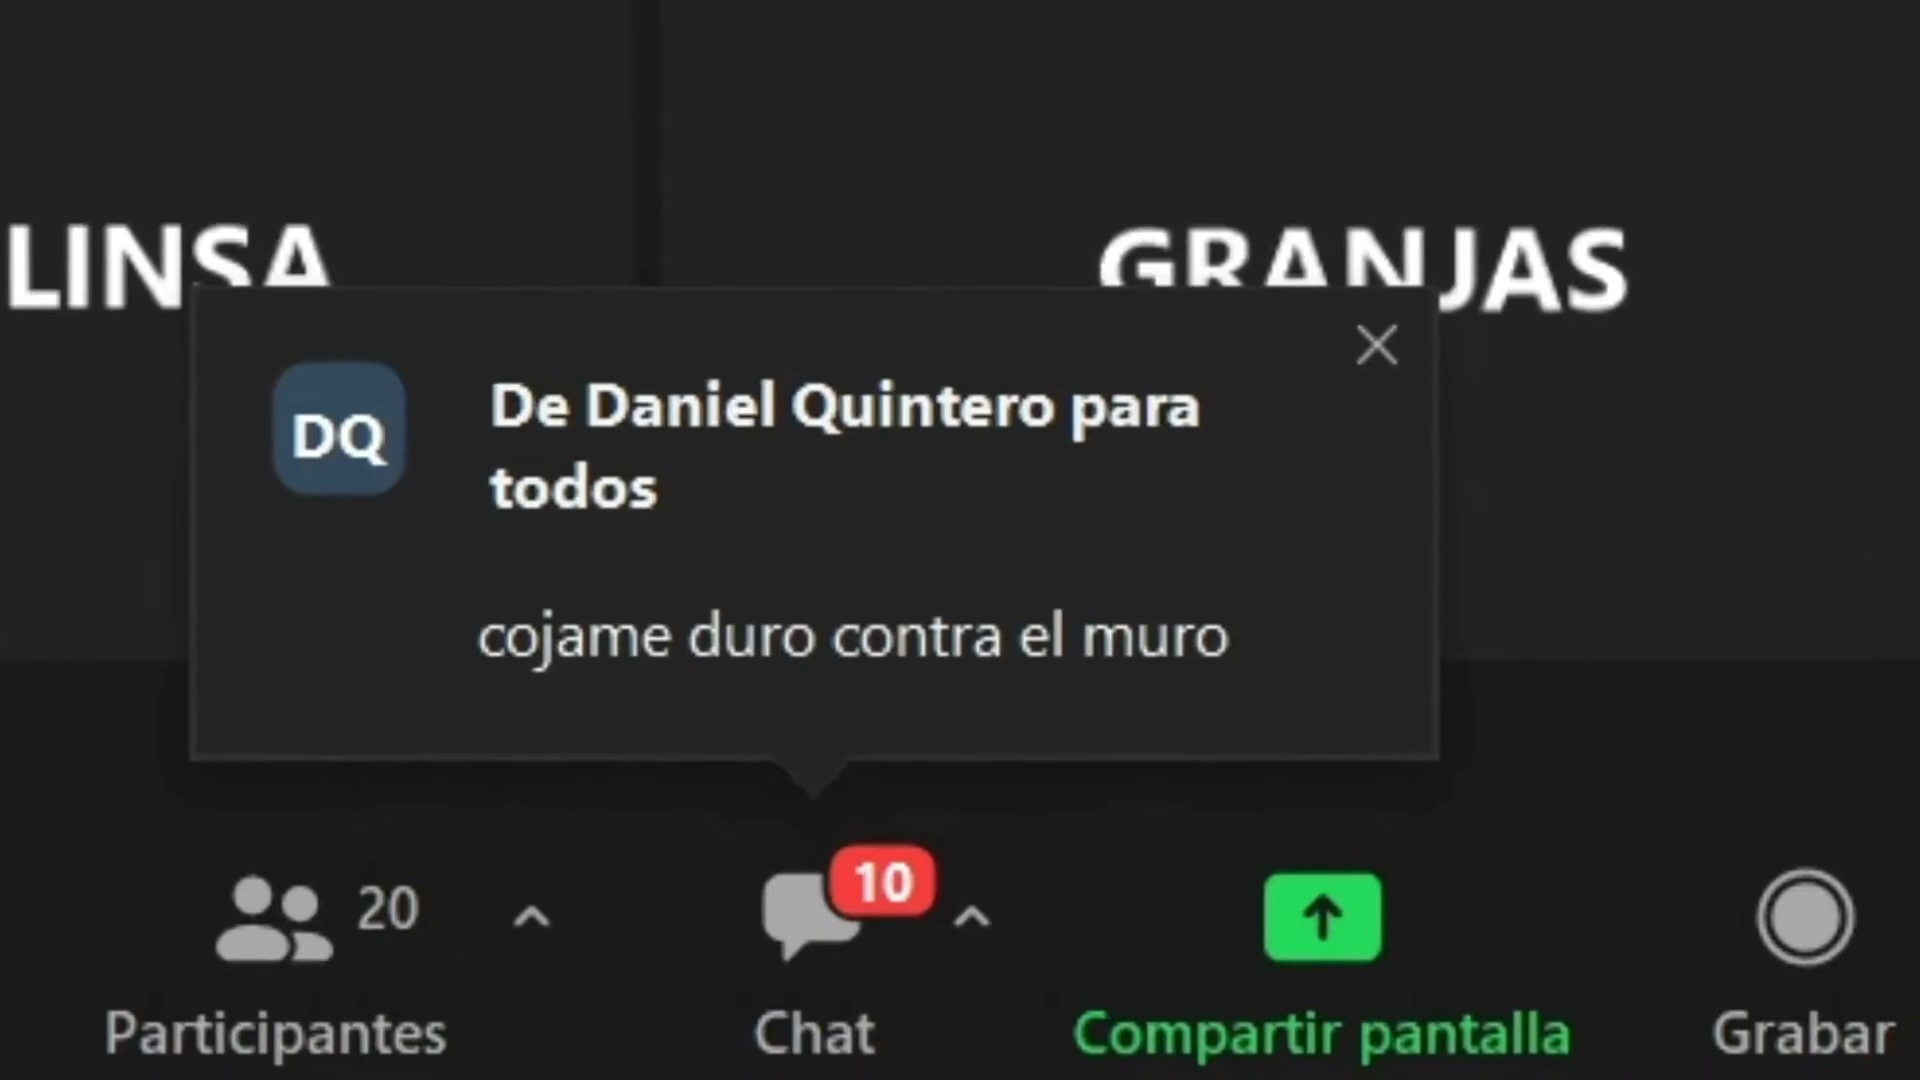 LINSA
GRANJAS
DQ
De Daniel Quintero para
todos
cojame duro contra el muro
20
10
Participantes
Chat
Compartir pantalla
Grabar